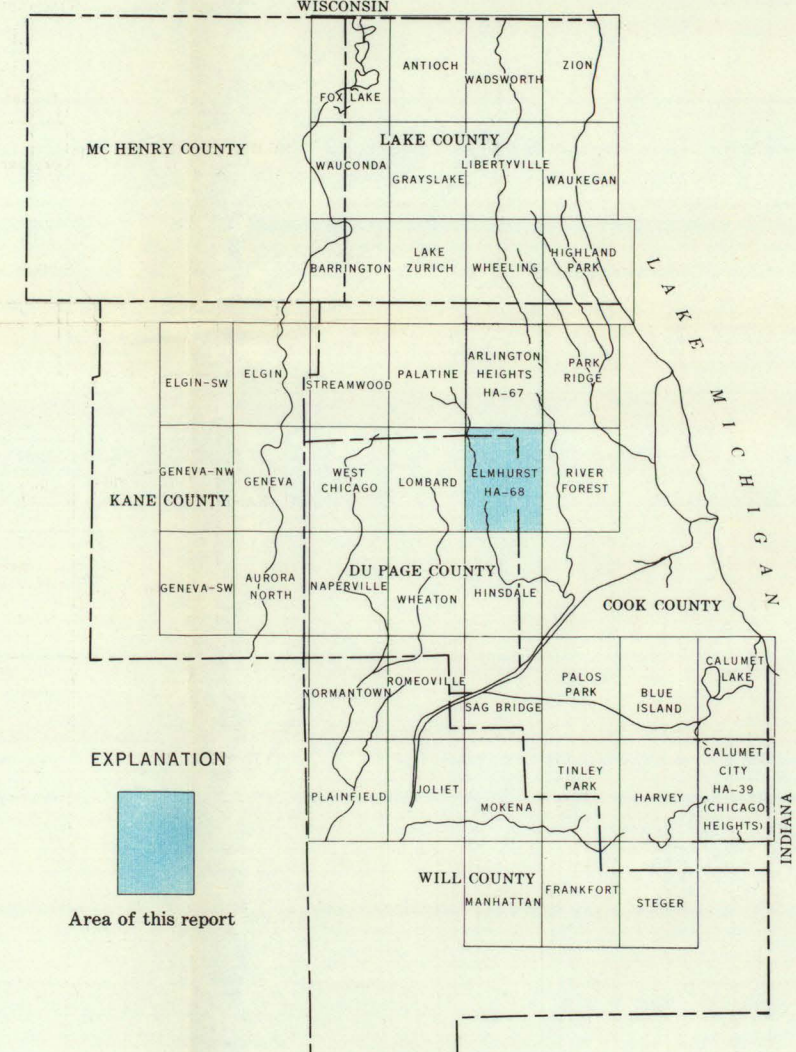 WISCONSIN
ANTIOCH
WADSWORTH
ZION
FOX LAKE
MC HENRY COUNTY
LAKE COUNTY
WAUCONDA
GRAYSLAKE
LIBERTYVILLE
WAUKEGAN
BARRINGTON
LAKE
ZURICH
WHEELING
HIGHLAND
PARK
LAKE MICHIGAN
ELGIN-SW
ELGIN
STREAMWOOD
PALATINE
ARLINGTON
HEIGHTS
HA-67
PARK
RIDGE
GENEVA-NW
GENEVA
WEST
CHICAGO
LOMBARD
ELMHURST
HA-68
RIVER
FOREST
KANE COUNTY
GENEVA-SW
AURORA
NORTH
DU PAGE COUNTY
NAPERVILLE
WHEATON
HINSDALE
COOK COUNTY
NORMANTOWN
ROMEOVILLE
SAG BRIDGE
PALOS
PARK
BLUE
ISLAND
CALUMET
LAKE
EXPLANATION
PLAINFIELD
JOLIET
MOKENA
TINLEY
PARK
HARVEY
CALUMET
CITY
HA-39
(CHICAGO
HEIGHTS)
INDIANA
Area of this report
WILL COUNTY
MANHATTAN
FRANKFORT
STEGER